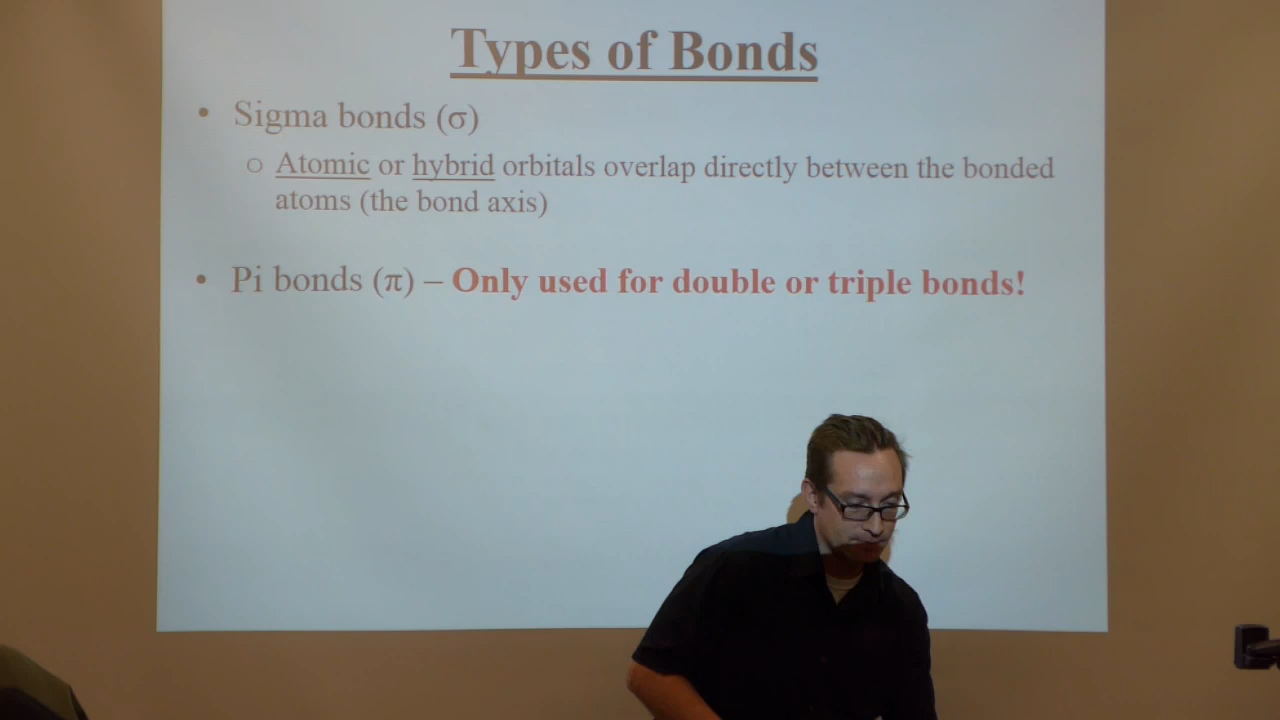 Types of Bonds
• Sigma bonds (σ)
○ Atomic or hybrid orbitals overlap directly between the bonded
atoms (the bond axis)
• Pi bonds (π) – Only used for double or triple bonds!